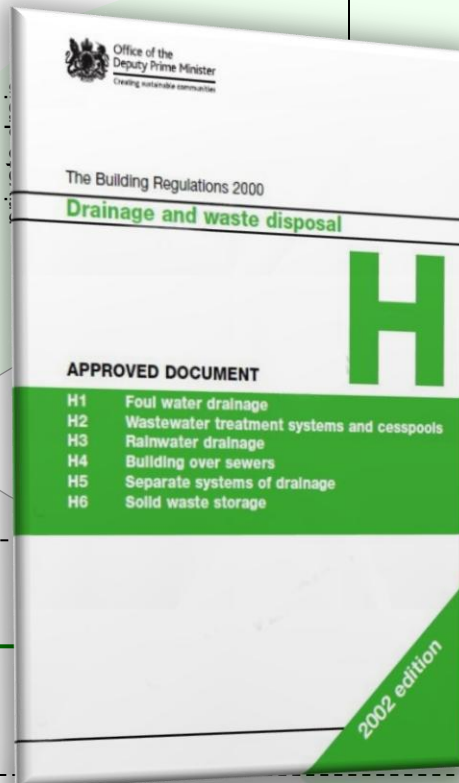 Office of the
Deputy Prime Minister
Creating sustainable communities
The Building Regulations 2000
Drainage and waste disposal
H
APPROVED DOCUMENT
H1 Foul water drainage
H2 Wastewater treatment systems and cesspools
H3 Rainwater drainage
H4 Building over sewers
H5 Separate systems of drainage
H6 Solid waste storage
2002 edition